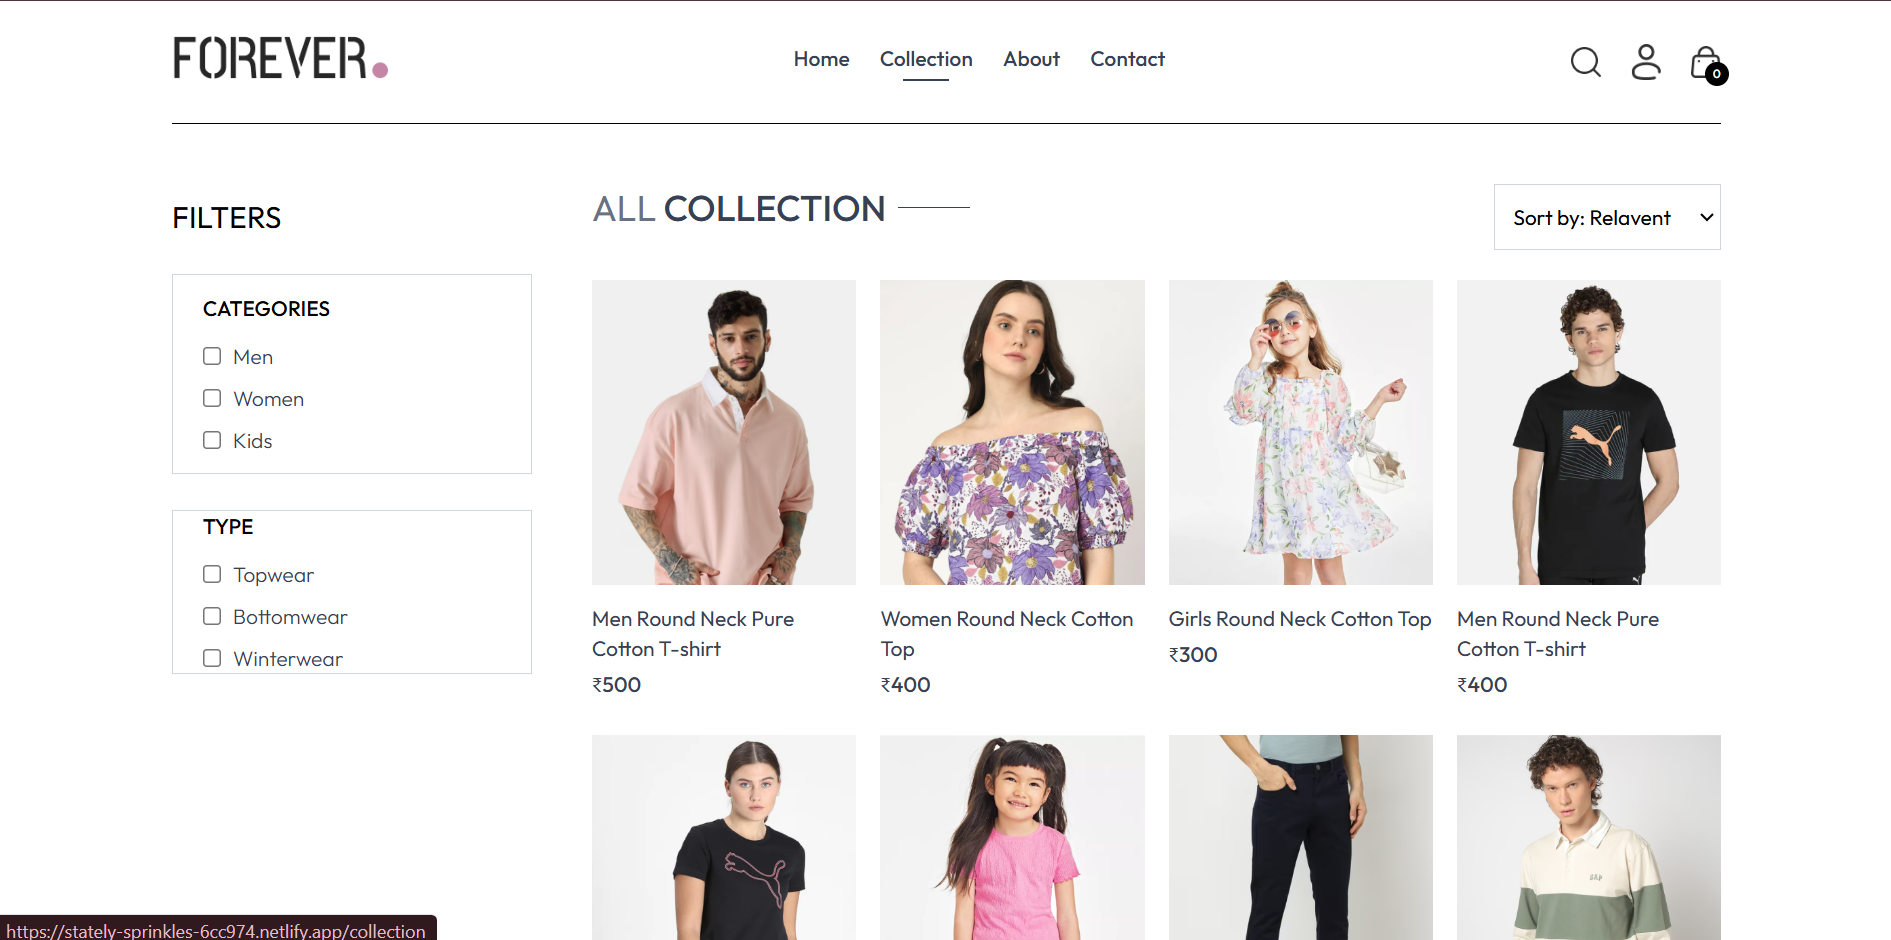 FOREVER.
Home Collection About Contact
0
FILTERS
ALL COLLECTION
Sort by: Relavent
CATEGORIES
Men
Women
Kids
TYPE
Topwear
Bottomwear
Winterwear
Men Round Neck Pure
Cotton T-shirt
₹500
Women Round Neck Cotton
Top
₹400
Girls Round Neck Cotton Top
₹300
Men Round Neck Pure
Cotton T-shirt
₹400
GAP
https://stately-sprinkles-6cc974.netlify.app/collection